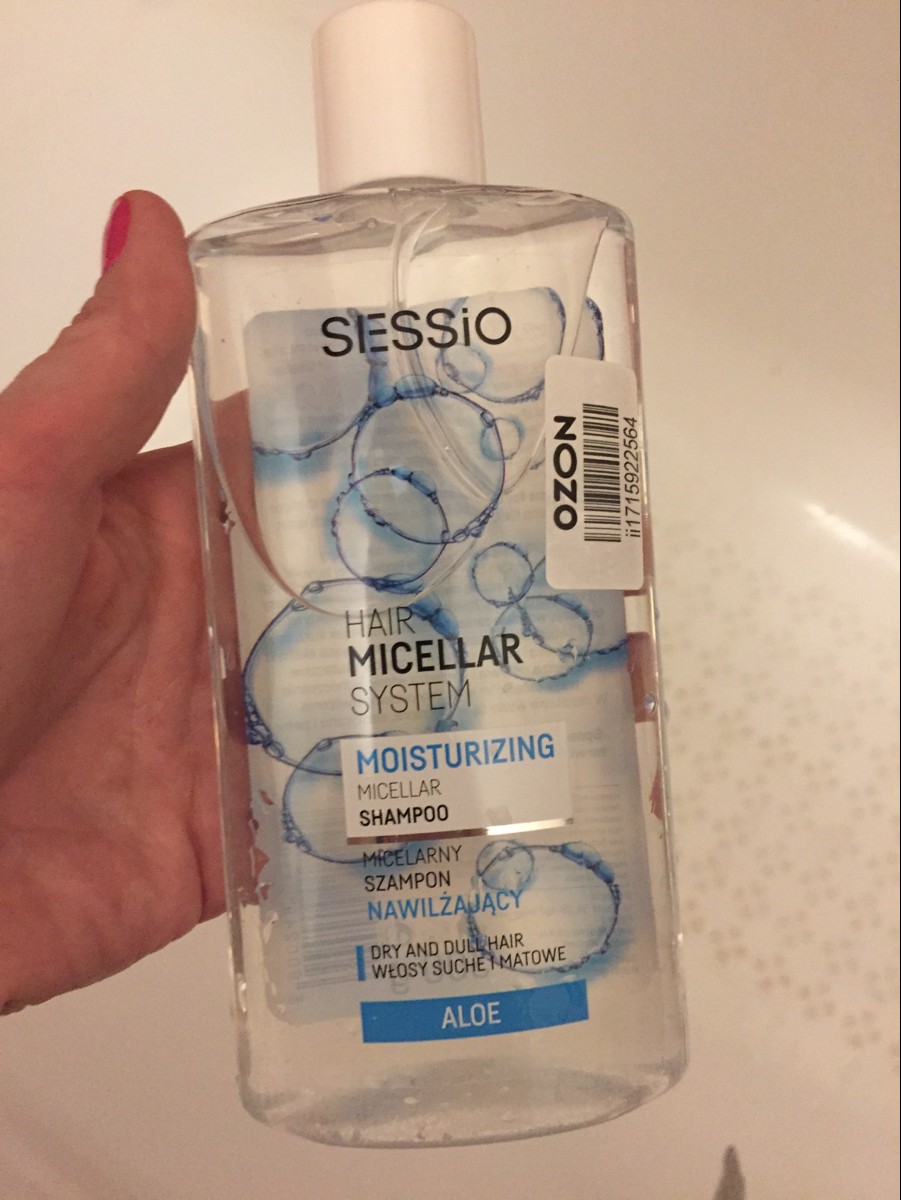 SESSiO
OZON
ii1715922564
HAIR
MICELLAR
SYSTEM
MOISTURIZING
MICELLAR
SHAMPOO
MICELARNY
SZAMPON
NAWILŻAJĄCY
DRY AND DULL HAIR
WŁOSY SUCHE I MATOWE
ALOE